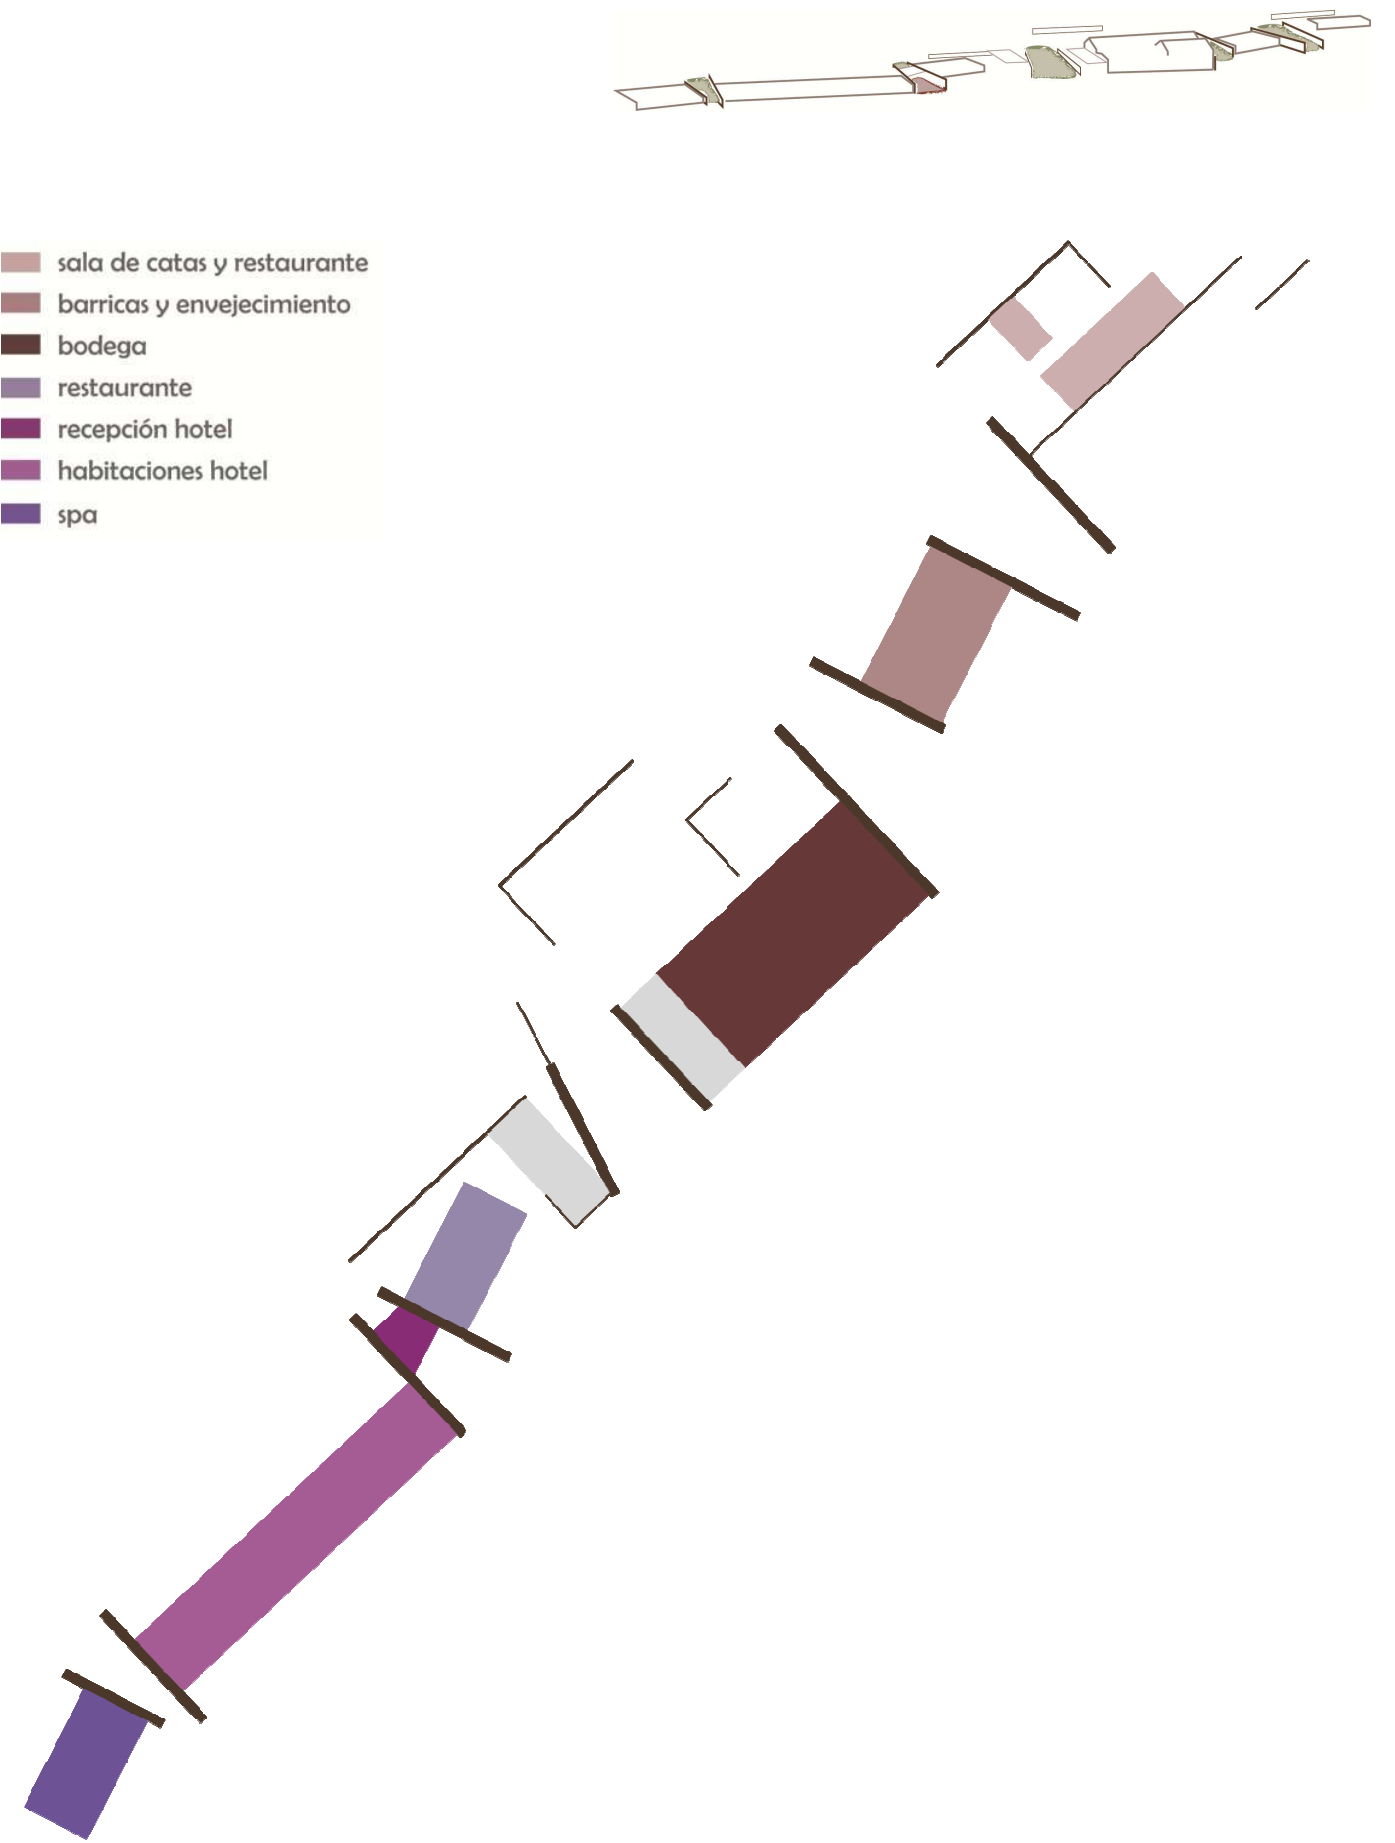 sala de catas y restaurante
barricas y envejecimiento
bodega
restaurante
recepción hotel
habitaciones hotel
spa